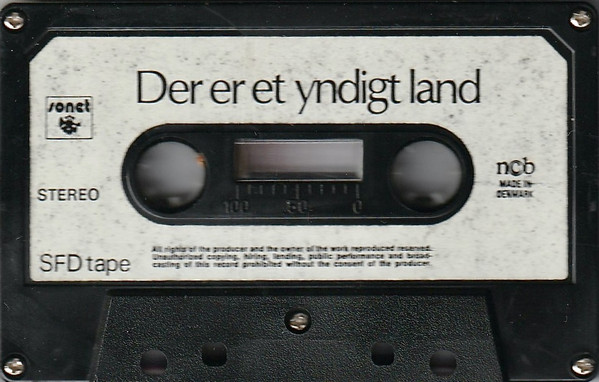 Der er et yndigt land
sonet
STEREO
100 50 0
ncb
MADE IN
DENMARK
SFD tape
All rights of the producer and the owner of the work reproduced reserved.
Unauthorized copying, hiring, lending, public performance and broad-
casting of this record prohibited without the consent of the producer.